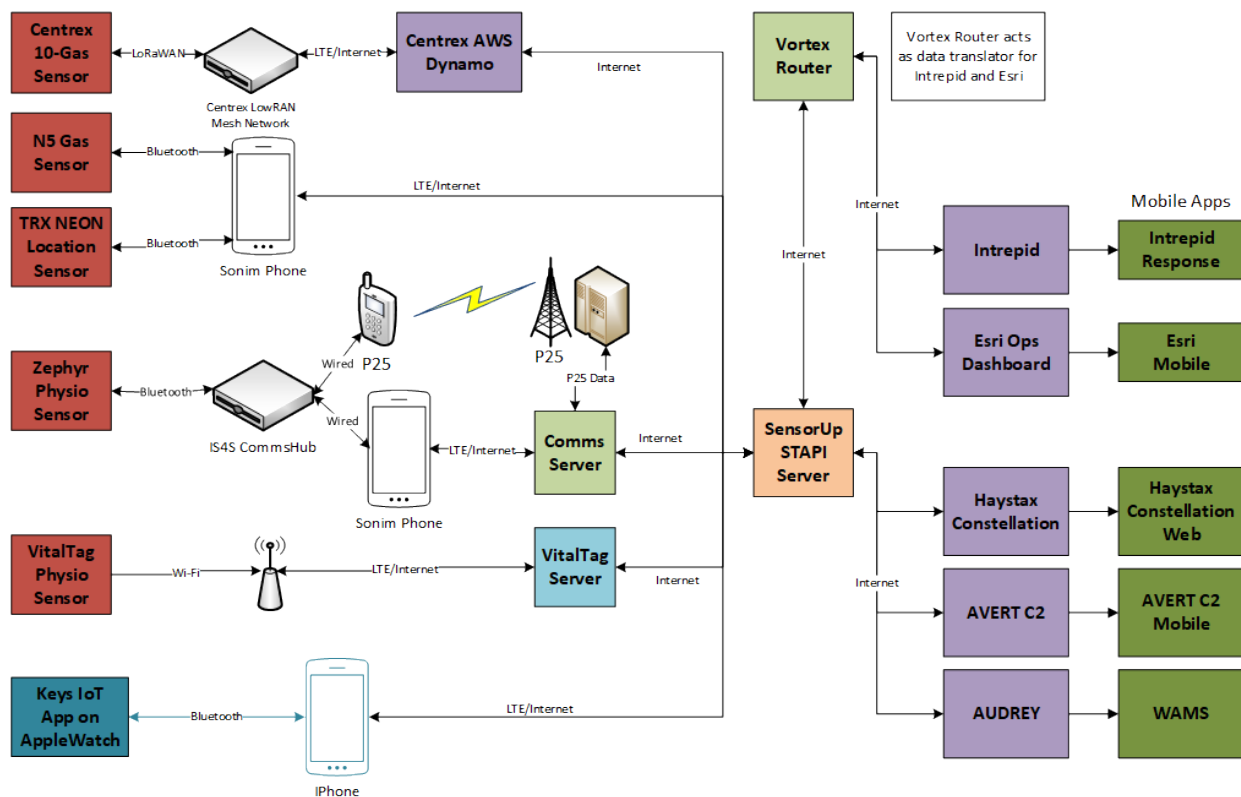 Centrex
10-Gas
Sensor
LoRaWAN
Centrex LowRAN
Mesh Network
LTE/Internet
Centrex AWS
Dynamo
Internet
Vortex
Router
Vortex Router acts
as data translator for
Intrepid and Esri
N5 Gas
Sensor
Bluetooth
TRX NEON
Location
Sensor
Bluetooth
Sonim Phone
LTE/Internet
Internet
Internet
Mobile Apps
Intrepid
Intrepid
Response
Esri Ops
Dashboard
Esri
Mobile
Zephyr
Physio
Sensor
Bluetooth
IS4S CommsHub
Wired
P25
Wired
Sonim Phone
P25
P25 Data
LTE/Internet
Comms
Server
Internet
SensorUp
STAPI
Server
Internet
Haystax
Constellation
Haystax
Constellation
Web
VitalTag
Physio
Sensor
Wi-Fi
LTE/Internet
VitalTag
Server
Internet
AVERT C2
AVERT C2
Mobile
Keys IoT
App on
AppleWatch
Bluetooth
IPhone
LTE/Internet
AUDREY
WAMS